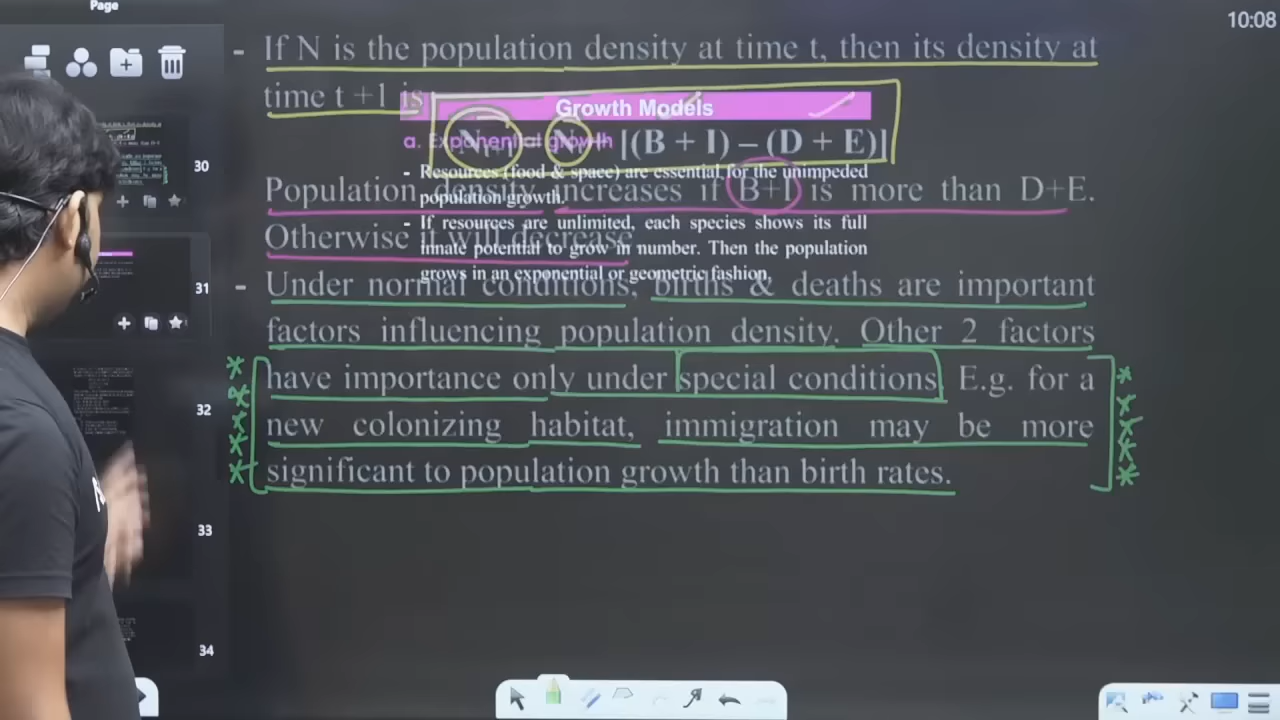 Page
10:08
- If N is the population density at time t, then its density at
time t +1 is
Growth Models
a. Exponential growth
[(B + I) – (D + E)]
- Resources (food & space) are essential for the unimpeded
population growth.
Population density increases if B+I is more than D+E.
- If resources are unlimited, each species shows its full
Otherwise it will decrease.
innate potential to grow in number. Then the population
grows in an exponential or geometric fashion.
- Under normal conditions, births & deaths are important
factors influencing population density. Other 2 factors
have importance only under special conditions. E.g. for a
new colonizing habitat, immigration may be more
significant to population growth than birth rates.
30
31
32
33
34